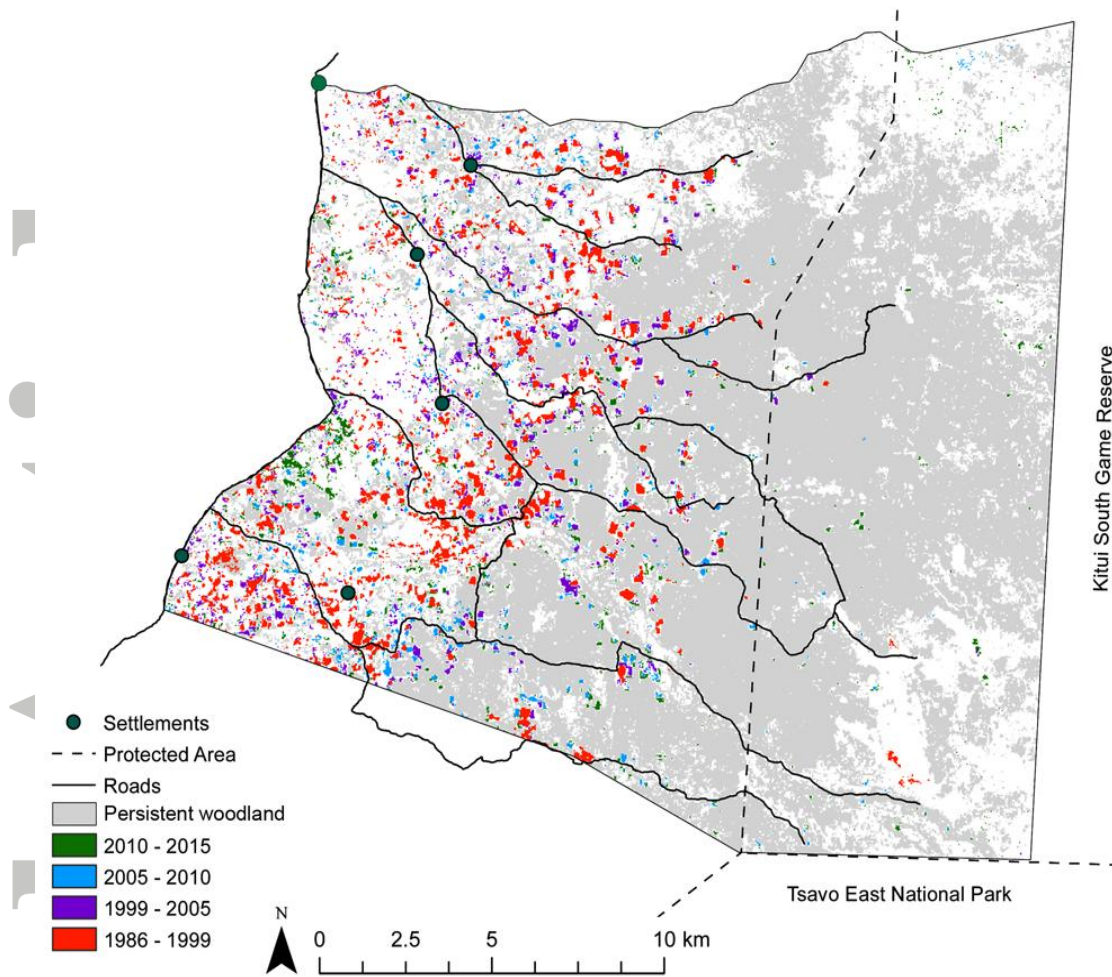 Kitui South Game Reserve
Settlements
Protected Area
Roads
Persistent woodland
2010 - 2015
2005 - 2010
1999 - 2005
1986 - 1999
Tsavo East National Park
N
0 2.5 5 10 km